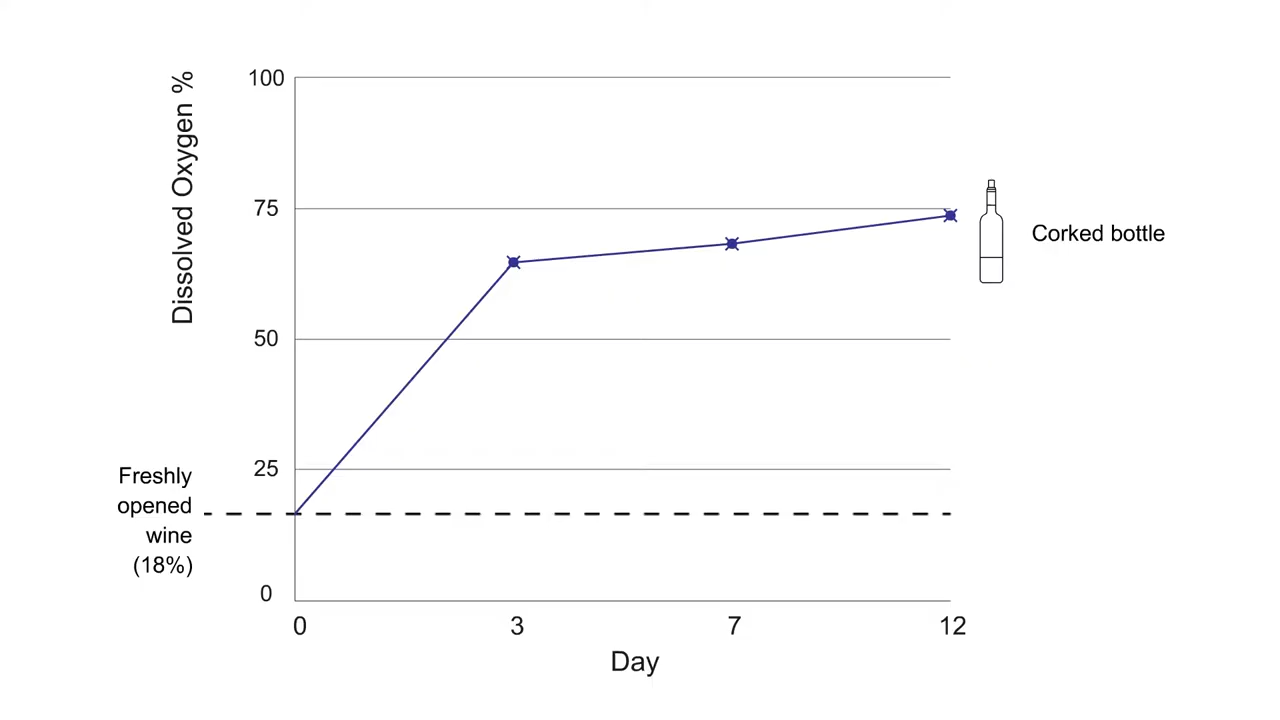 Dissolved Oxygen %
100
75
50
25
0
Freshly
opened
wine
(18%)
0 3 7 12
Day
Corked bottle